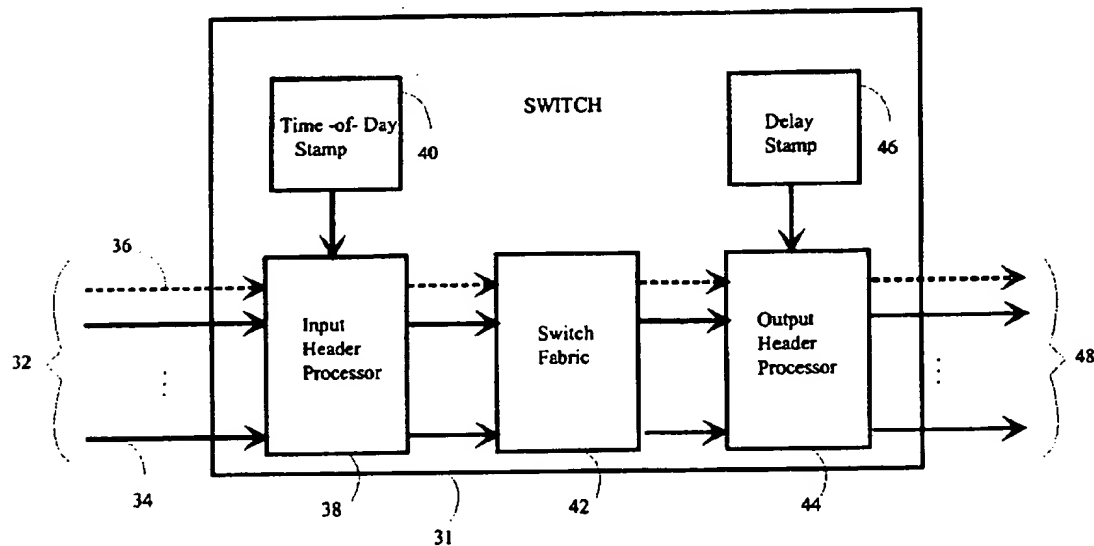 SWITCH
Time -of- Day
Stamp
40
Delay
Stamp
46
36
32
34
Input
Header
Processor
38
31
Switch
Fabric
42
Output
Header
Processor
44
48